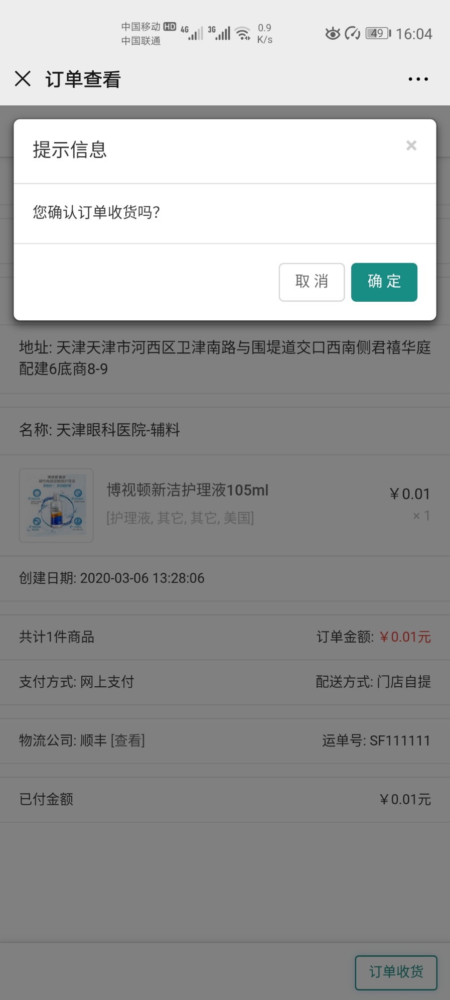 中国移动 HD 4G 3G 0.9 K/s 49 16:04
中国联通
订单查看
提示信息
您确认订单收货吗？
取 消 确 定
地址: 天津天津市河西区卫津南路与围堤道交口西南侧君禧华庭
配建6底商8-9
名称: 天津眼科医院-辅料
博视顿新洁护理液105ml ￥0.01
[护理液, 其它, 其它, 美国] × 1
创建日期: 2020-03-06 13:28:06
共计1件商品 订单金额: ￥0.01元
支付方式: 网上支付 配送方式: 门店自提
物流公司: 顺丰 [查看] 运单号: SF111111
已付金额 ￥0.01元
订单收货